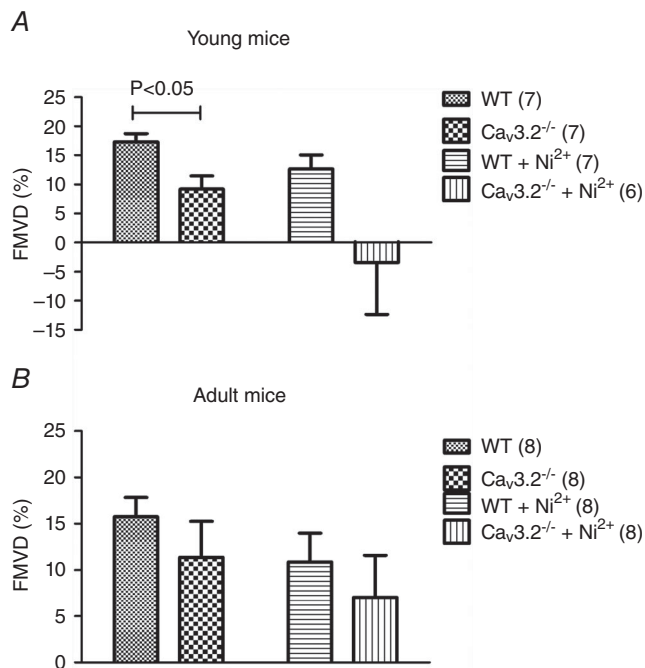 A
Young mice
P<0.05
FMVD (%)
25
20
15
10
5
0
−5
−10
−15
WT (7)
Caᵥ3.2⁻/⁻ (7)
WT + Ni²⁺ (7)
Caᵥ3.2⁻/⁻ + Ni²⁺ (6)
B
Adult mice
FMVD (%)
25
20
15
10
5
0
WT (8)
Caᵥ3.2⁻/⁻ (8)
WT + Ni²⁺ (8)
Caᵥ3.2⁻/⁻ + Ni²⁺ (8)